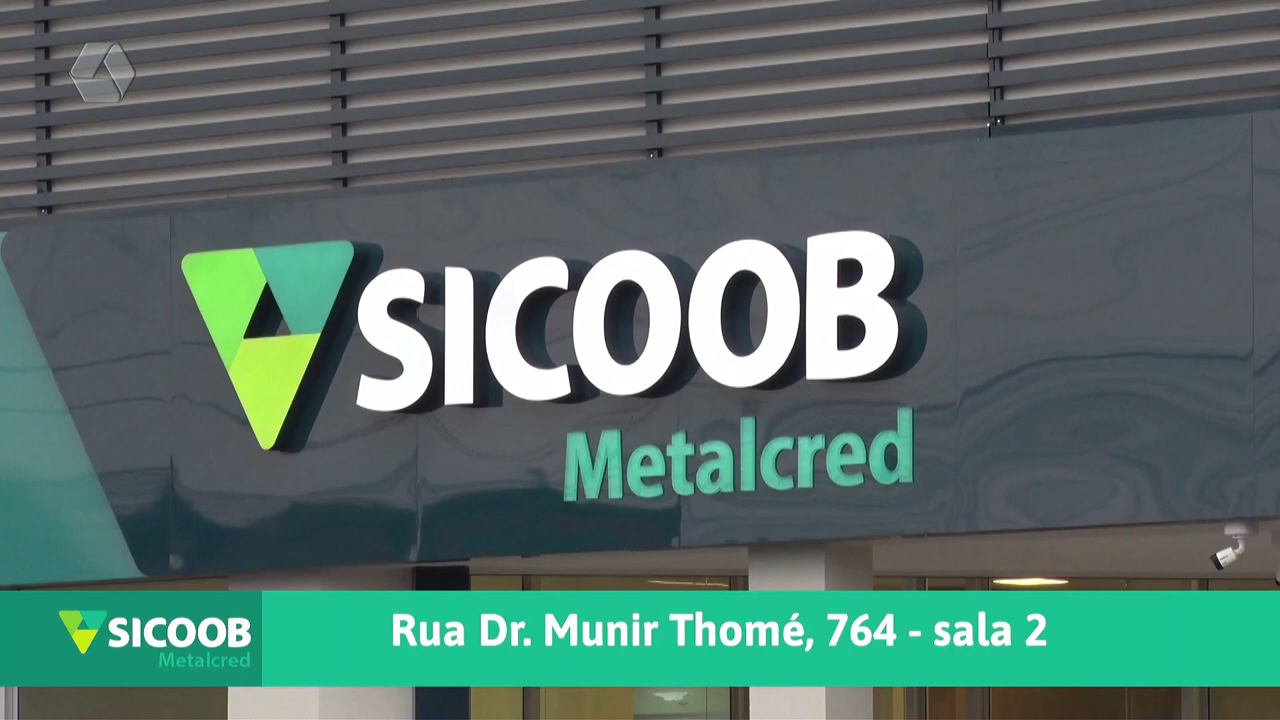 SICOOB
Metalcred
SICOOB
Metalcred
Rua Dr. Munir Thomé, 764 - sala 2